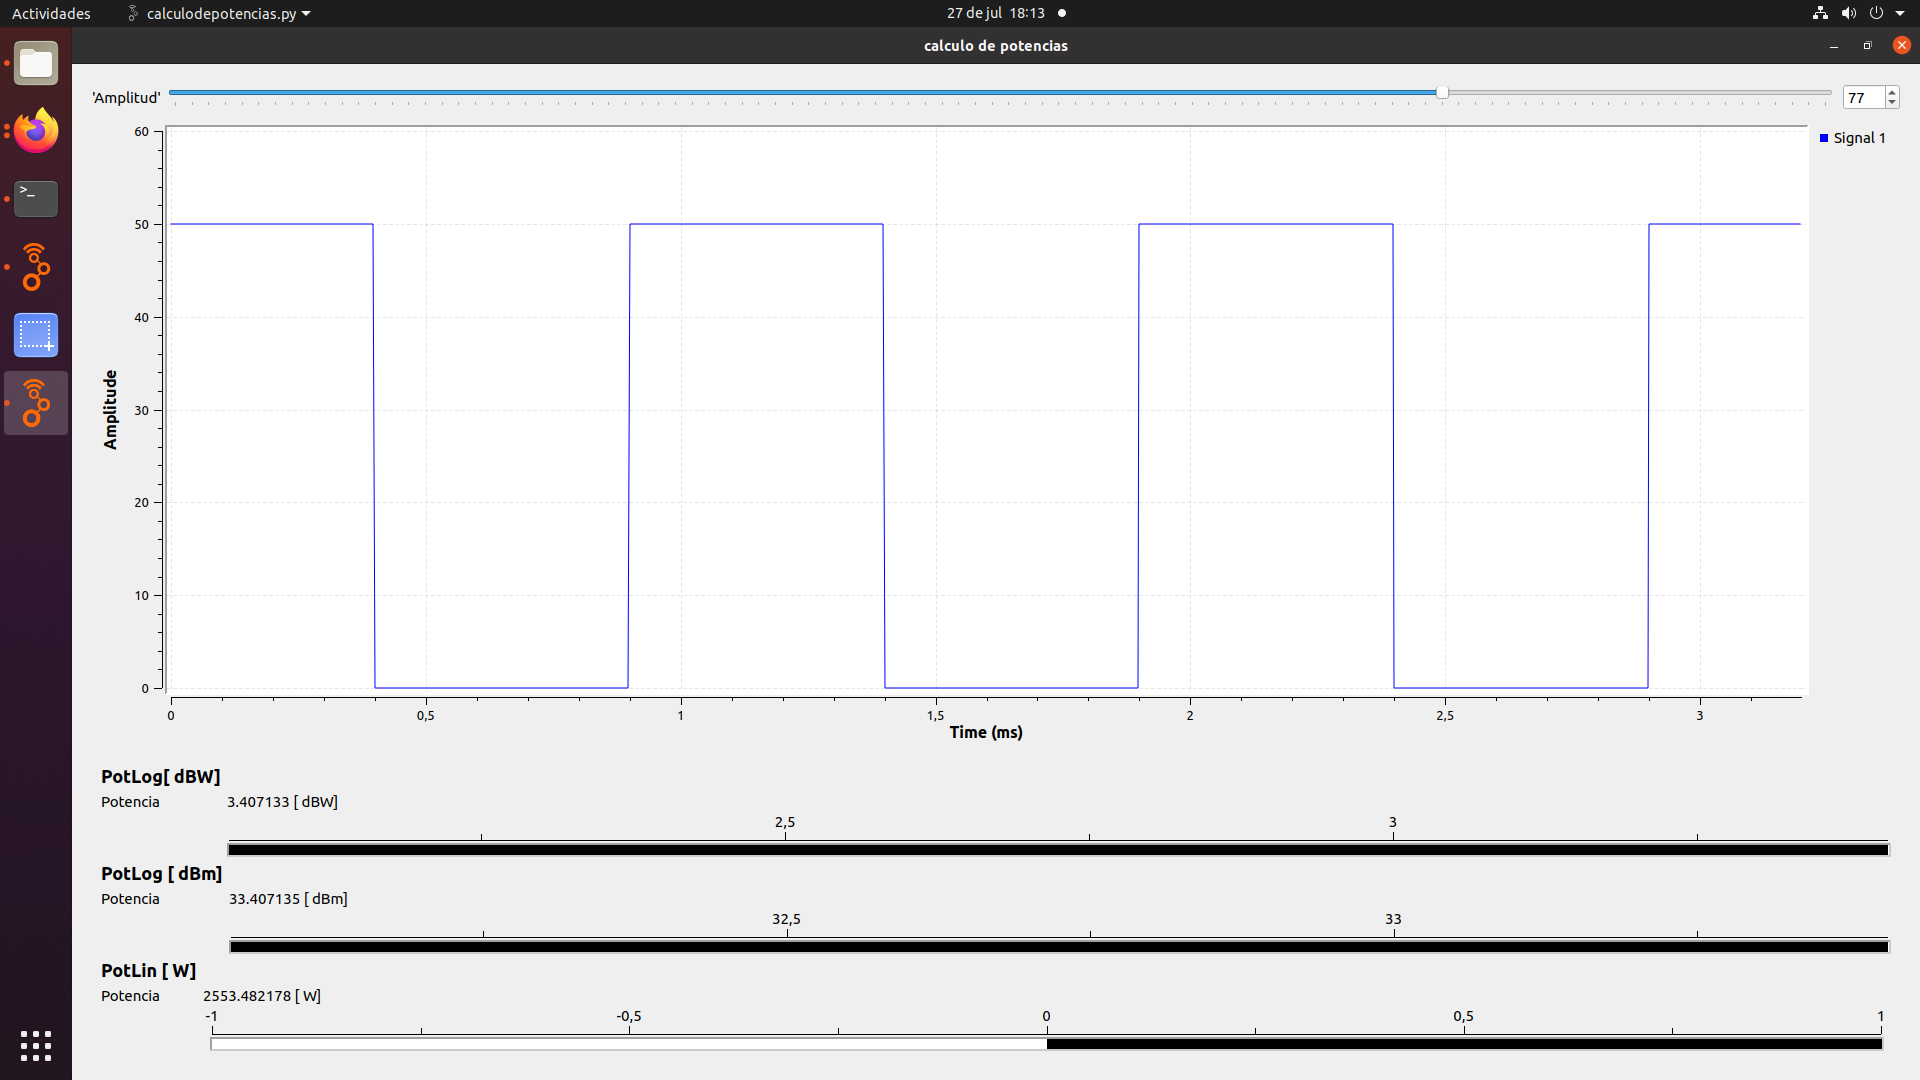 Actividades calculodepotencias.py 27 de jul 18:13
calculo de potencias
'Amplitud' 77
Signal 1
60
50
40
30
20
10
0
Amplitude
0 0,5 1 1,5 2 2,5 3
Time (ms)
PotLog[ dBW]
Potencia 3.407133 [ dBW]
2,5 3
PotLog [ dBm]
Potencia 33.407135 [ dBm]
32,5 33
PotLin [ W]
Potencia 2553.482178 [ W]
-1 -0,5 0 0,5 1